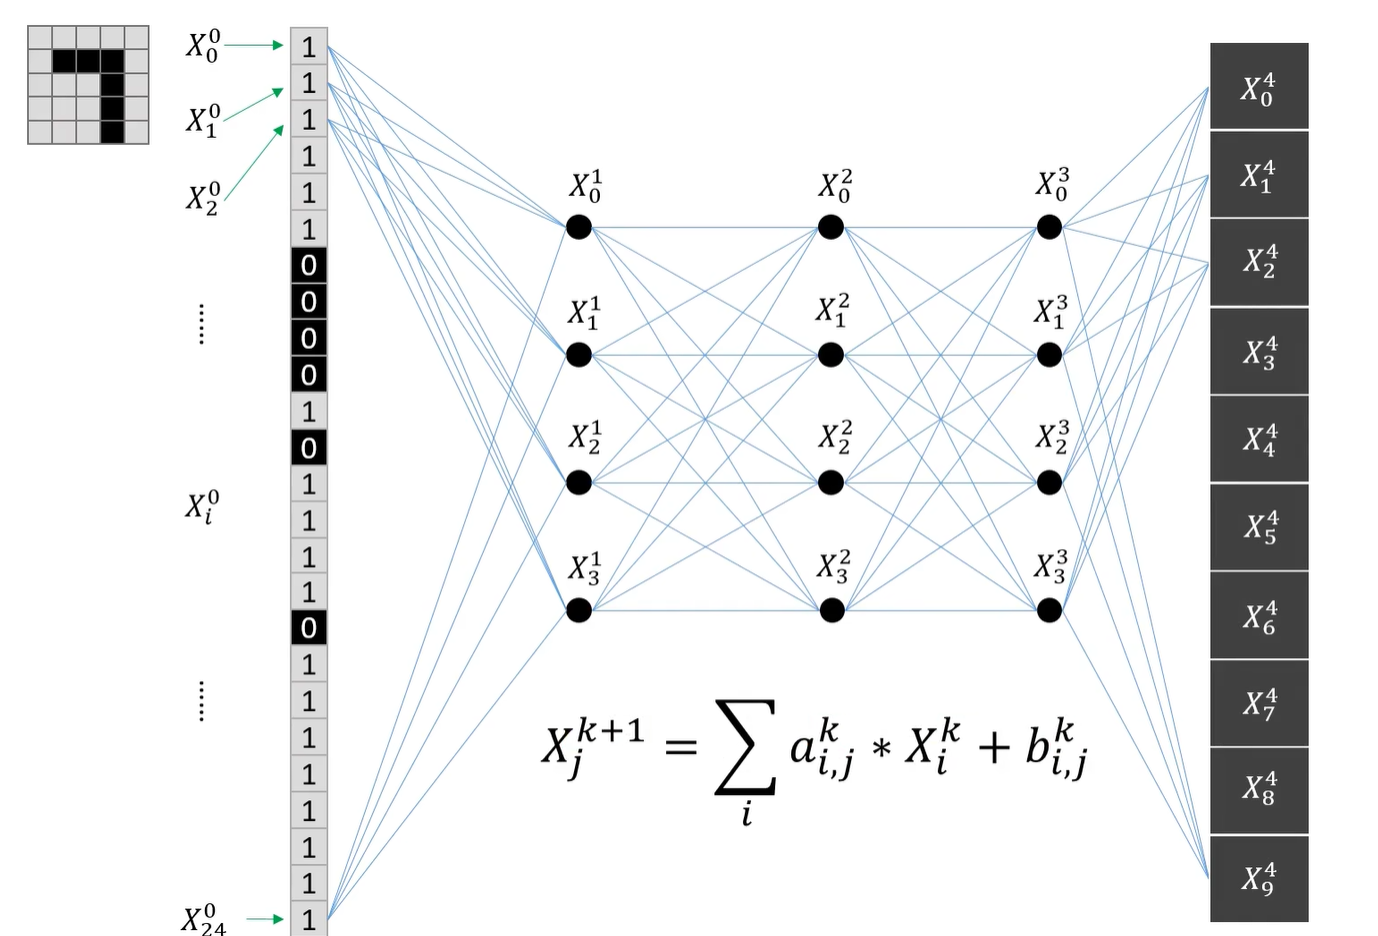 X_0^0
X_1^0
X_2^0
......
X_i^0
......
X_24^0
1
1
1
1
1
1
0
0
0
0
1
0
1
1
1
1
0
1
1
1
1
1
1
1
1
X_0^1
X_1^1
X_2^1
X_3^1
X_0^2
X_1^2
X_2^2
X_3^2
X_0^3
X_1^3
X_2^3
X_3^3
X_j^{k+1} = ∑_i a_{i,j}^k * X_i^k + b_{i,j}^k
X_0^4
X_1^4
X_2^4
X_3^4
X_4^4
X_5^4
X_6^4
X_7^4
X_8^4
X_9^4